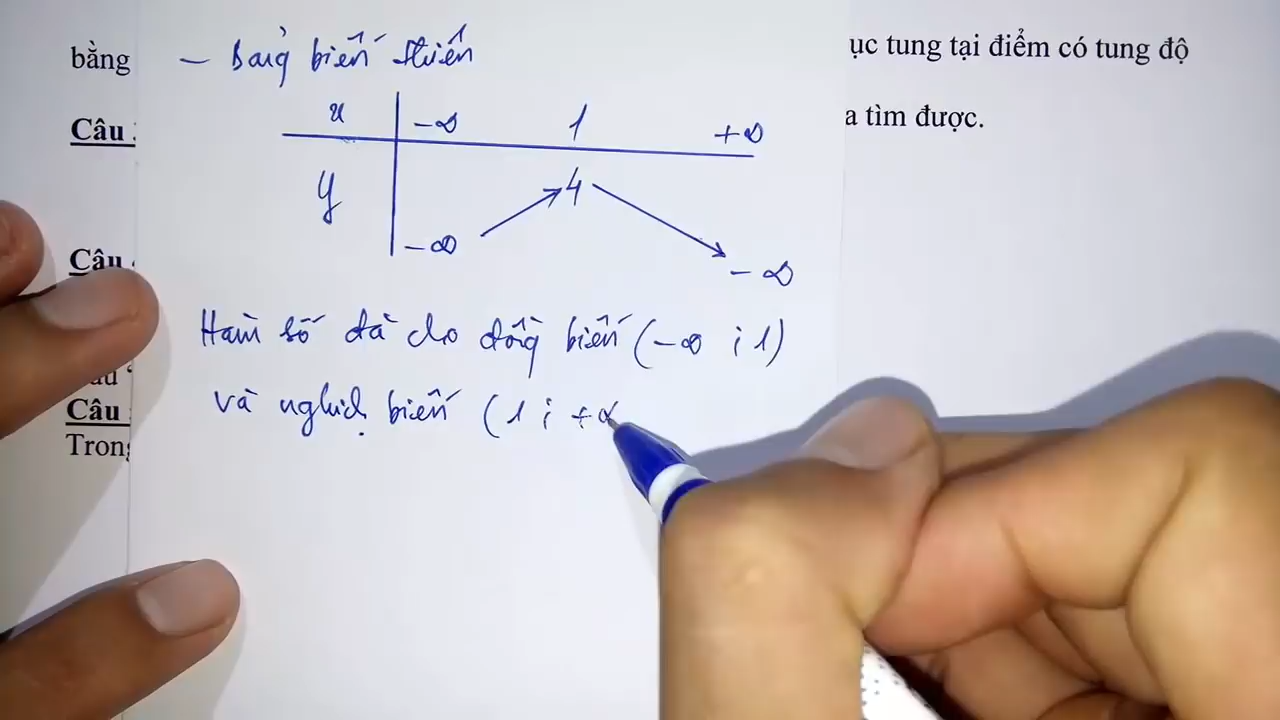 bằng - Bảng biến thiến ục tung tại điểm có tung độ
Câu a tìm được.
x -∞ 1 +∞
y 4
-∞ -∞
Câu
Hàm số đã cho đồng biến (-∞ ; 1)
và nghịch biến (1 ; +∞
Câu
Trong